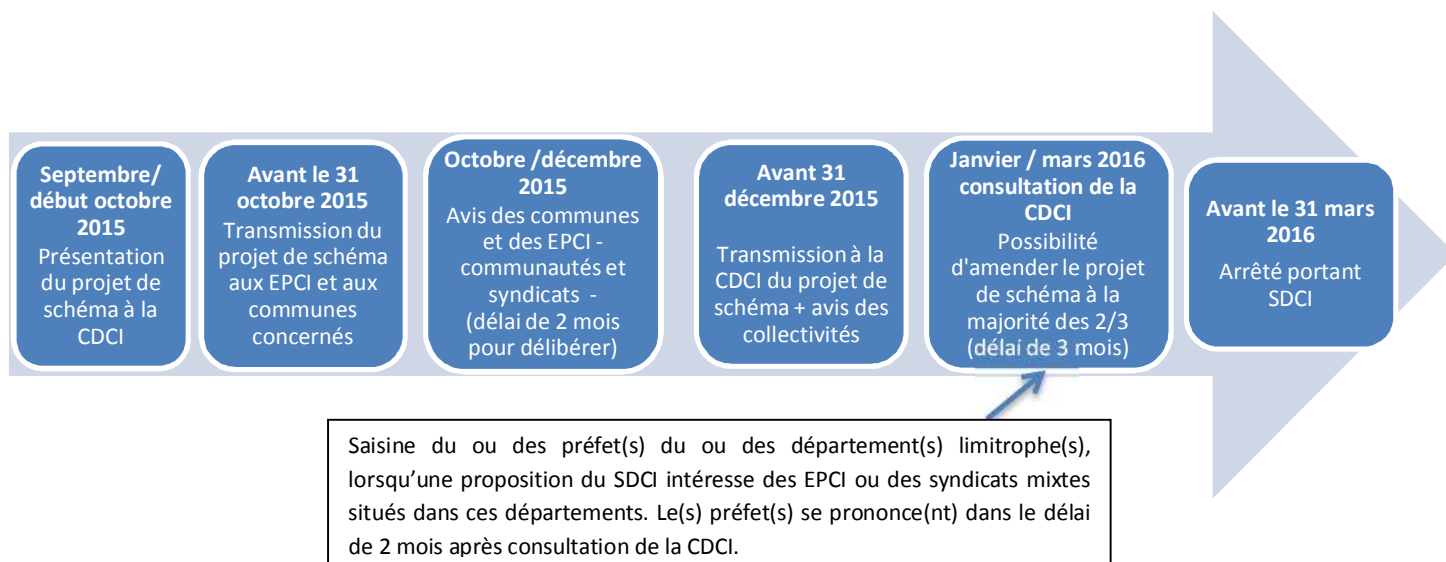 Septembre/
début octobre
2015
Présentation
du projet de
schéma à la
CDCI
Avant le 31
octobre 2015
Transmission du
projet de schéma
aux EPCI et aux
communes
concernés
Octobre /décembre
2015
Avis des communes
et des EPCI -
communautés et
syndicats -
(délai de 2 mois
pour délibérer)
Avant 31
décembre 2015
Transmission à la
CDCI du projet de
schéma + avis des
collectivités
Janvier / mars 2016
consultation de la
CDCI
Possibilité
d'amender le projet
de schéma à la
majorité des 2/3
(délai de 3 mois)
Avant le 31 mars
2016
Arrêté portant
SDCI
Saisine du ou des préfet(s) du ou des département(s) limitrophe(s),
lorsqu’une proposition du SDCI intéresse des EPCI ou des syndicats mixtes
situés dans ces départements. Le(s) préfet(s) se prononce(nt) dans le délai
de 2 mois après consultation de la CDCI.